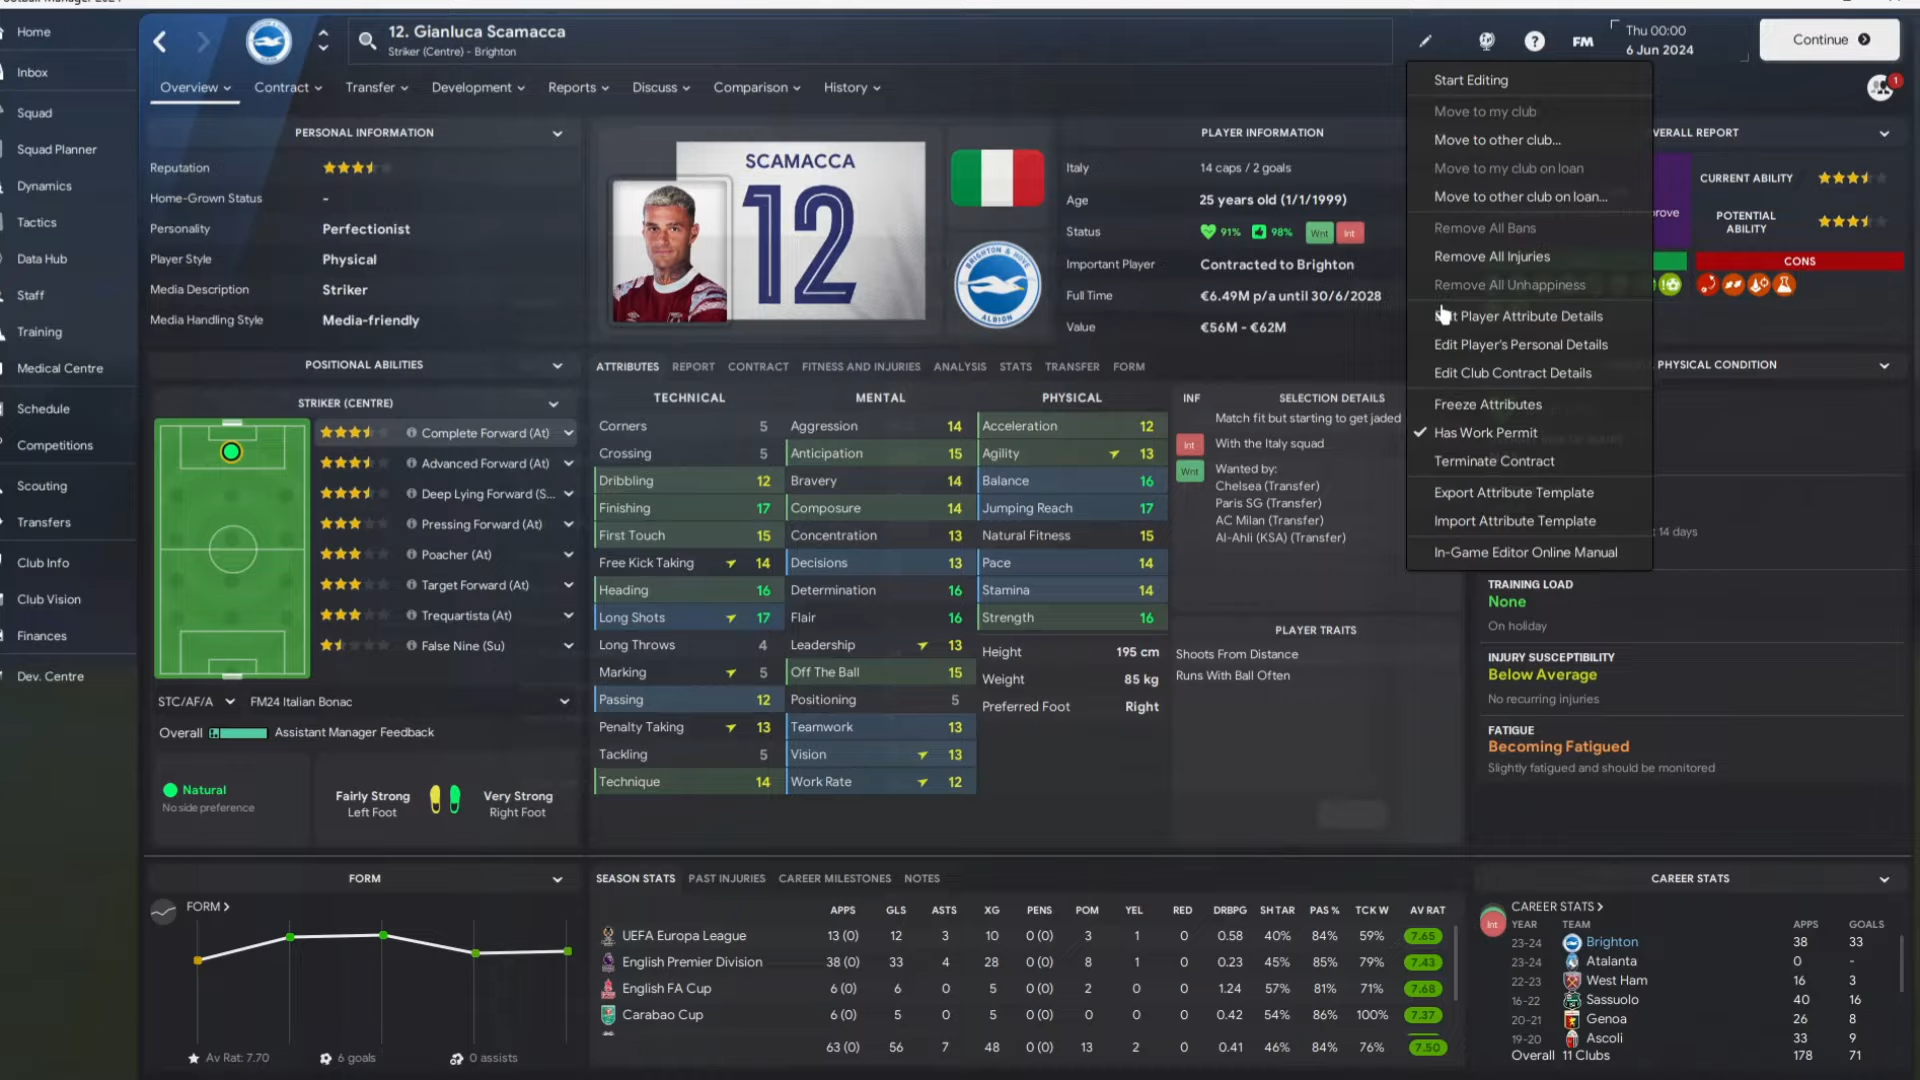 Home
Inbox
Squad
Squad Planner
Dynamics
Tactics
Data Hub
Staff
Training
Medical Centre
Schedule
Competitions
Scouting
Transfers
Club Info
Club Vision
Finances
Dev. Centre
12. Gianluca Scamacca
Striker (Centre) - Brighton
FM
Thu 00:00
6 Jun 2024
Continue
1
Overview
Contract
Transfer
Development
Reports
Discuss
Comparison
History
PERSONAL INFORMATION
Reputation
Home-Grown Status -
Personality Perfectionist
Player Style Physical
Media Description Striker
Media Handling Style Media-friendly
SCAMACCA
12
BRIGHTON & HOVE
ALBION
PLAYER INFORMATION
Italy 14 caps / 2 goals
Age 25 years old (1/1/1999)
Status 91% 98% Wnt Int
Important Player Contracted to Brighton
Full Time €6.49M p/a until 30/6/2028
Value €56M - €62M
Start Editing
Move to my club
Move to other club...
Move to my club on loan
Move to other club on loan...
Remove All Bans
Remove All Injuries
Remove All Unhappiness
t Player Attribute Details
Edit Player's Personal Details
Edit Club Contract Details
Freeze Attributes
Has Work Permit
Terminate Contract
Export Attribute Template
Import Attribute Template
In-Game Editor Online Manual
VERALL REPORT
CURRENT ABILITY
POTENTIAL
ABILITY
rove
CONS
POSITIONAL ABILITIES
STRIKER (CENTRE)
Complete Forward (At)
Advanced Forward (At)
Deep Lying Forward (S...
Pressing Forward (At)
Poacher (At)
Target Forward (At)
Trequartista (At)
False Nine (Su)
STC/AF/A FM24 Italian Bonac
Overall Assistant Manager Feedback
Natural
No side preference
Fairly Strong
Left Foot
Very Strong
Right Foot
ATTRIBUTES REPORT CONTRACT FITNESS AND INJURIES ANALYSIS STATS TRANSFER FORM
TECHNICAL
Corners 5
Crossing 5
Dribbling 12
Finishing 17
First Touch 15
Free Kick Taking 14
Heading 16
Long Shots 17
Long Throws 4
Marking 5
Passing 12
Penalty Taking 13
Tackling 5
Technique 14
MENTAL
Aggression 14
Anticipation 15
Bravery 14
Composure 14
Concentration 13
Decisions 13
Determination 16
Flair 16
Leadership 13
Off The Ball 15
Positioning 5
Teamwork 13
Vision 13
Work Rate 12
PHYSICAL
Acceleration 12
Agility 13
Balance 16
Jumping Reach 17
Natural Fitness 15
Pace 14
Stamina 14
Strength 16
Height 195 cm
Weight 85 kg
Preferred Foot Right
INF SELECTION DETAILS
Match fit but starting to get jaded
Int With the Italy squad
Wnt Wanted by:
Chelsea (Transfer)
Paris SG (Transfer)
AC Milan (Transfer)
Al-Ahli (KSA) (Transfer)
PLAYER TRAITS
Shoots From Distance
Runs With Ball Often
PHYSICAL CONDITION
14 days
TRAINING LOAD
None
On holiday
INJURY SUSCEPTIBILITY
Below Average
No recurring injuries
FATIGUE
Becoming Fatigued
Slightly fatigued and should be monitored
FORM
FORM >
Av Rat: 7.70
6 goals
0 assists
SEASON STATS PAST INJURIES CAREER MILESTONES NOTES
APPS GLS ASTS XG PENS POM YEL RED DRBPG SH TAR PAS % TCK W AV RAT
UEFA Europa League 13 (0) 12 3 10 0 (0) 3 1 0 0.58 40% 84% 59% 7.65
English Premier Division 38 (0) 33 4 28 0 (0) 8 1 0 0.23 45% 85% 79% 7.43
English FA Cup 6 (0) 6 0 5 0 (0) 2 0 0 1.24 57% 81% 71% 7.68
Carabao Cup 6 (0) 5 0 5 0 (0) 0 0 0 0.42 54% 86% 100% 7.37
63 (0) 56 7 48 0 (0) 13 2 0 0.41 46% 84% 76% 7.50
CAREER STATS
Int
CAREER STATS >
YEAR TEAM APPS GOALS
23-24 Brighton 38 33
23-24 Atalanta 0 -
22-23 West Ham 16 3
16-22 Sassuolo 40 16
20-21 Genoa 26 8
19-20 Ascoli 33 9
Overall 11 Clubs 178 71